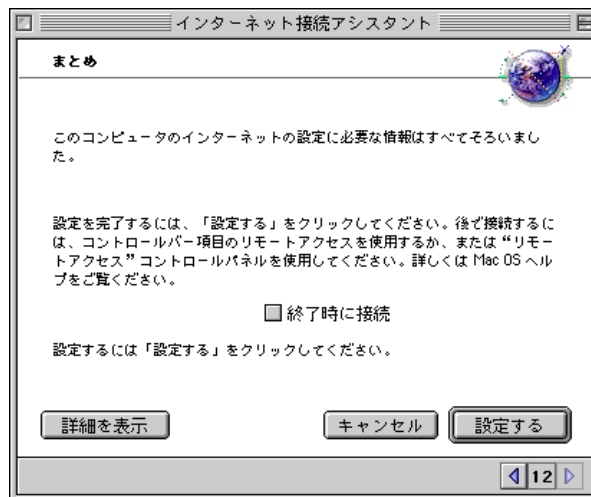 インターネット接続アシスタント
まとめ
このコンピュータのインターネットの設定に必要な情報はすべてそろいまし
た。
設定を完了するには、「設定する」をクリックしてください。後で接続するに
は、コントロールバー項目のリモートアクセスを使用するか、または“リモー
トアクセス”コントロールパネルを使用してください。詳しくは Mac OS ヘル
プをご覧ください。
終了時に接続
設定するには「設定する」をクリックしてください。
詳細を表示 キャンセル 設定する
12